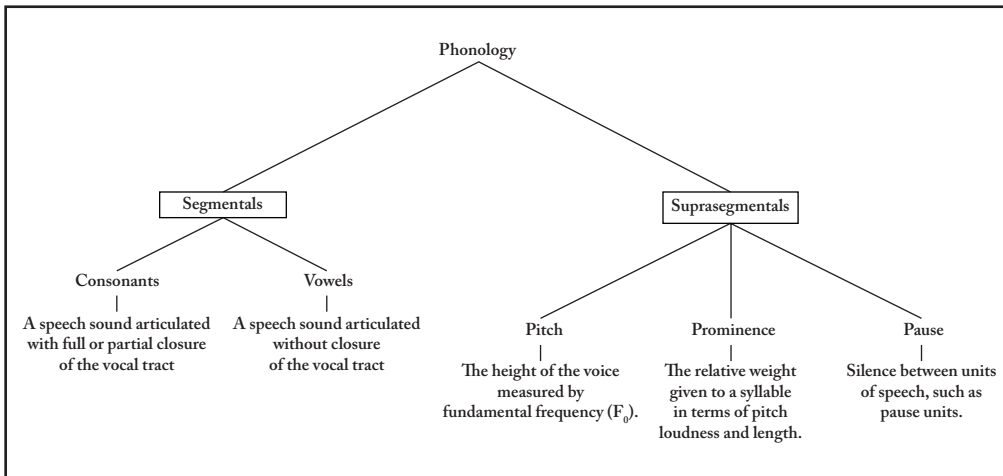 Phonology
Segmentals
Suprasegmentals
Consonants
Vowels
A speech sound articulated
with full or partial closure
of the vocal tract
A speech sound articulated
without closure
of the vocal tract
Pitch
Prominence
Pause
The height of the voice
measured by
fundamental frequency (F₀).
The relative weight
given to a syllable
in terms of pitch
loudness and length.
Silence between units
of speech, such as
pause units.